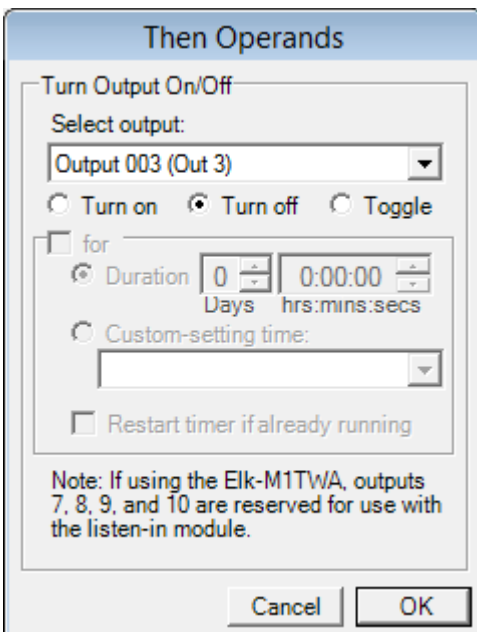 Then Operands
Turn Output On/Off
Select output:
Output 003 (Out 3)
Turn on Turn off Toggle
for
Duration 0 0:00:00
Days hrs:mins:secs
Custom-setting time:
Restart timer if already running
Note: If using the Elk-M1TWA, outputs
7, 8, 9, and 10 are reserved for use with
the listen-in module.
Cancel OK